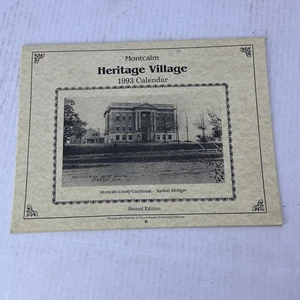 Montcalm
Heritage Village
1993 Calendar
Montcalm County Courthouse - Stanton, Michigan
Second Edition